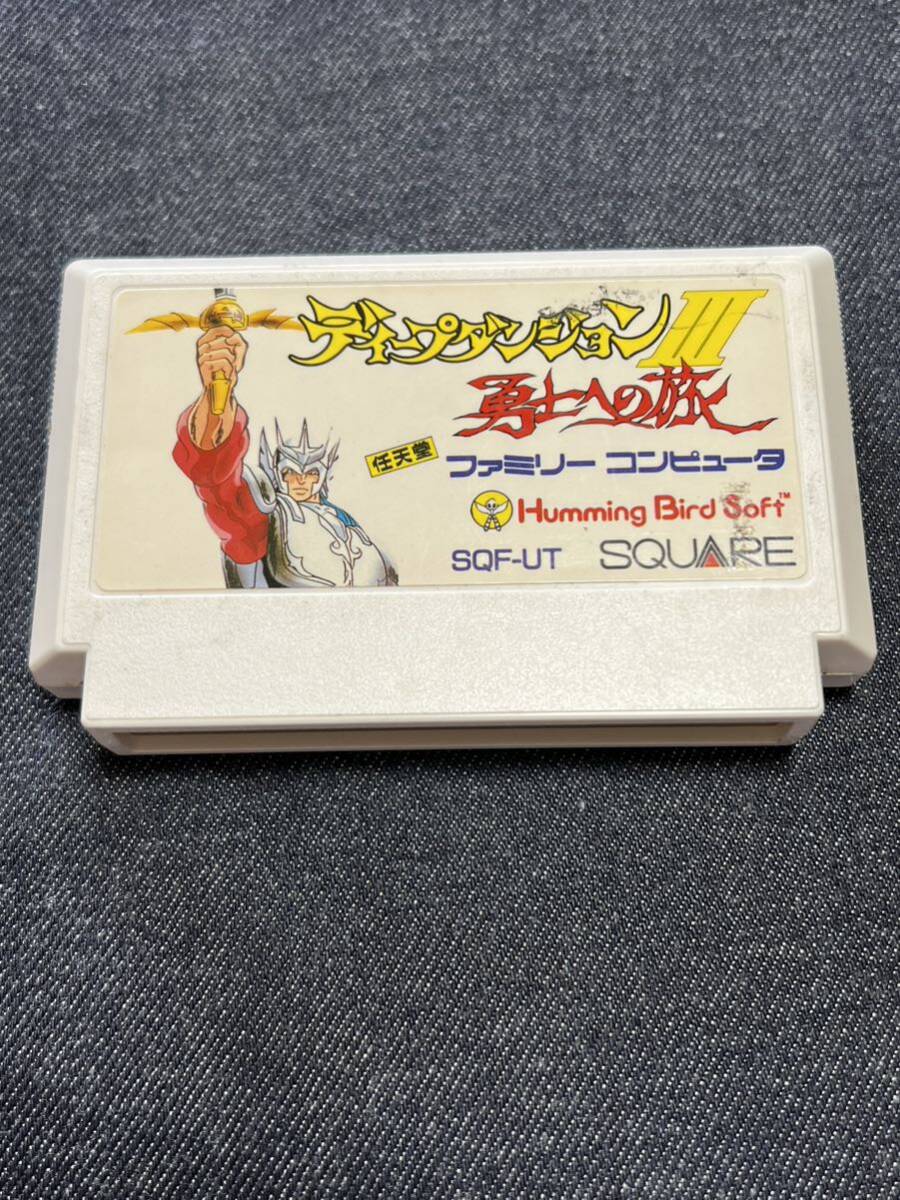 ディープダンジョンIII
勇士への旅
任天堂 ファミリー コンピュータ
Humming Bird Soft™
SQF-UT SQUARE